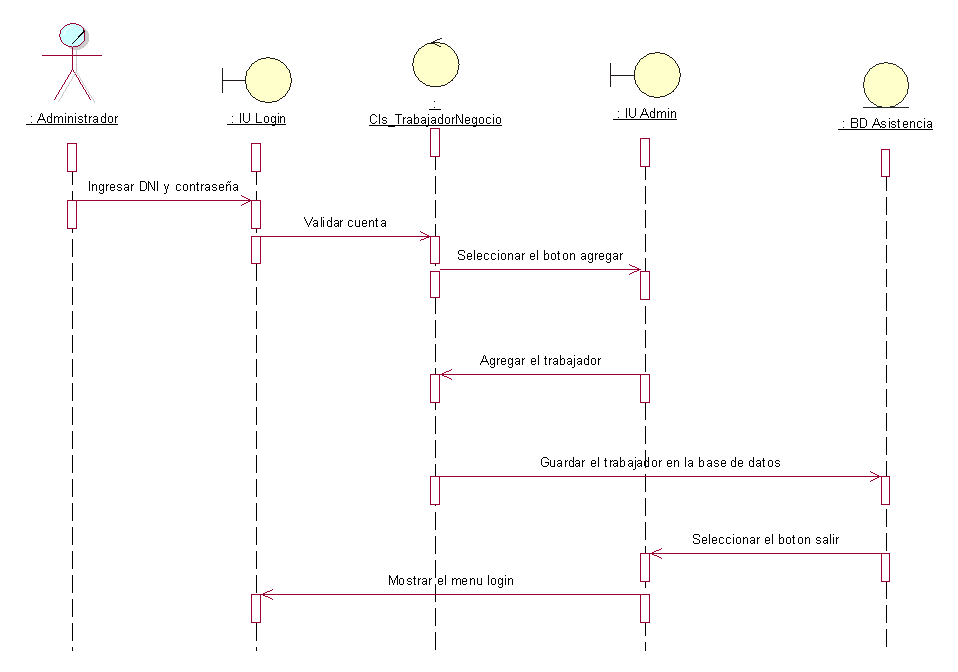 : Administrador
: IU Login
:
Cls_TrabajadorNegocio
: IU Admin
: BD Asistencia
Ingresar DNI y contraseña
Validar cuenta
Seleccionar el boton agregar
Agregar el trabajador
Guardar el trabajador en la base de datos
Seleccionar el boton salir
Mostrar el menu login